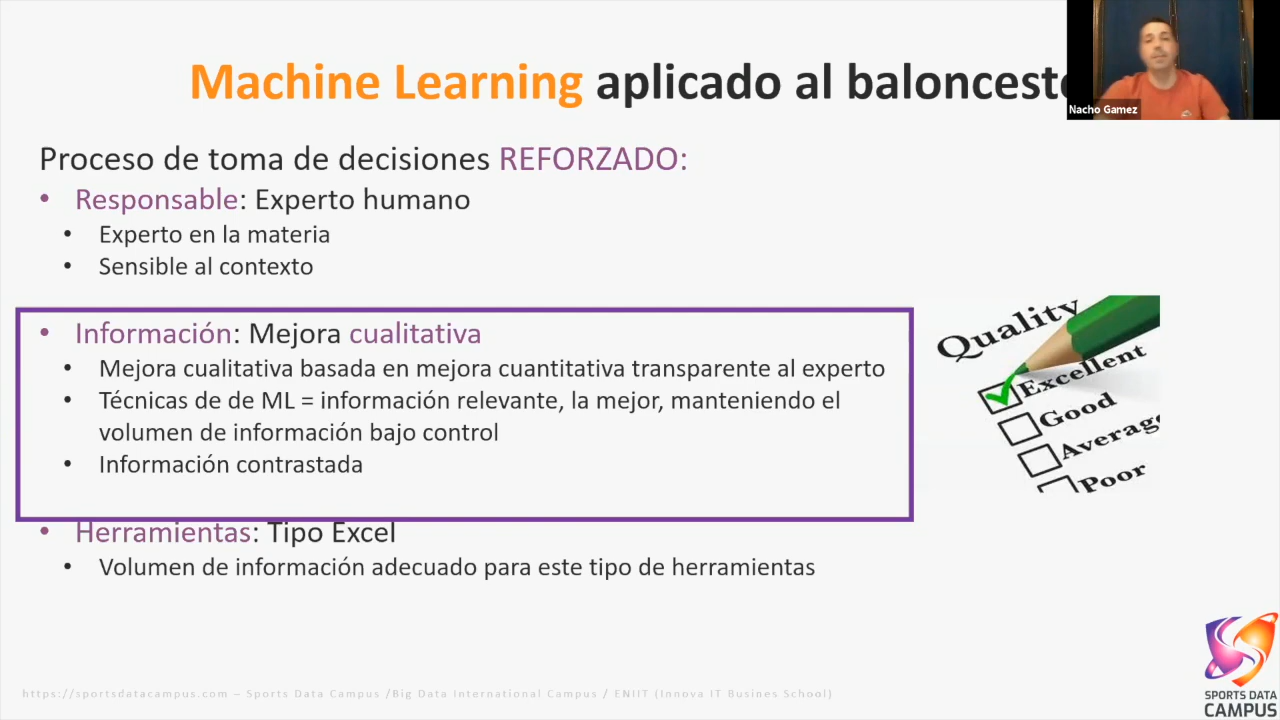 Machine Learning aplicado al baloncesto
Nacho Gamez
Proceso de toma de decisiones REFORZADO:
• Responsable: Experto humano
• Experto en la materia
• Sensible al contexto
• Información: Mejora cualitativa
• Mejora cualitativa basada en mejora cuantitativa transparente al experto
• Técnicas de de ML = información relevante, la mejor, manteniendo el
volumen de información bajo control
• Información contrastada
Quality
Excellent
Good
Average
Poor
• Herramientas: Tipo Excel
• Volumen de información adecuado para este tipo de herramientas
https://sportsdatacampus.com – Sports Data Campus /Big Data International Campus / ENIIT (Innova IT Busines School)
SPORTS DATA
CAMPUS